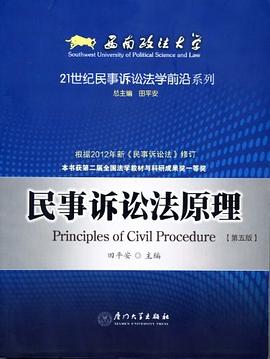 西南政法大学
Southwest University of Political Science and Law
21世纪民事诉讼法学前沿系列
总主编 田平安
根据2012年新《民事诉讼法》修订
本书获第二届全国法学教材与科研成果奖一等奖
民事诉讼法原理
Principles of Civil Procedure 【第五版】
田平安 主编
厦门大学出版社
XIAMEN UNIVERSITY PRESS